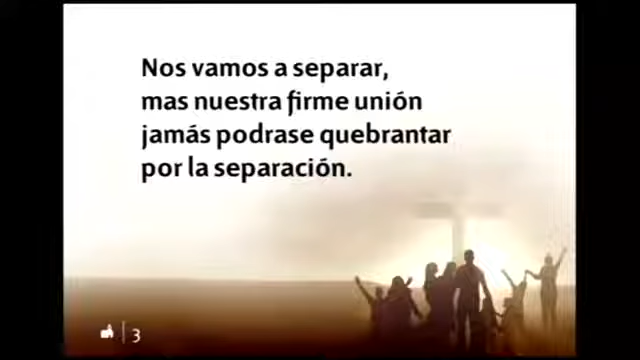 Nos vamos a separar,
mas nuestra firme unión
jamás podrase quebrantar
por la separación.
3